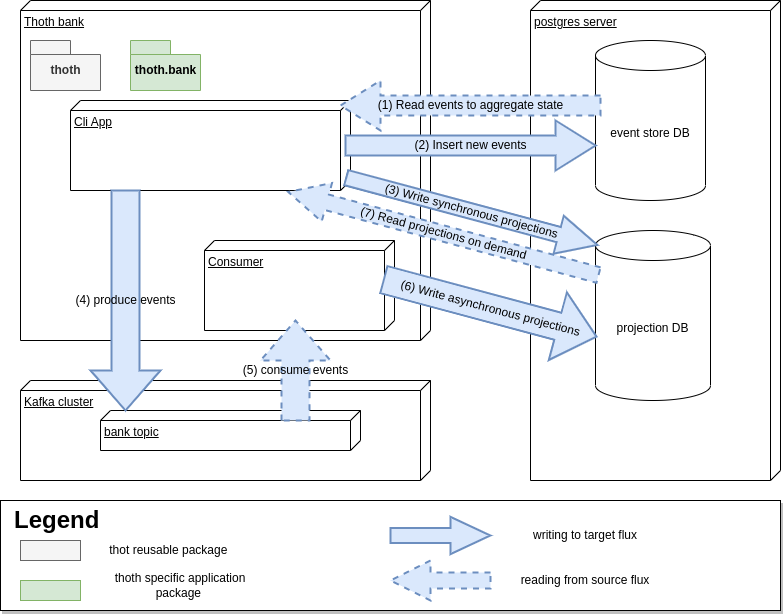 Thoth bank
postgres server
thoth
thoth.bank
(1) Read events to aggregate state
Cli App
event store DB
(2) Insert new events
(3) Write synchronous projections
(7) Read projections on demand
Consumer
(6) Write asynchronous projections
(4) produce events
projection DB
(5) consume events
Kafka cluster
bank topic
Legend
thot reusable package
writing to target flux
thoth specific application
package
reading from source flux